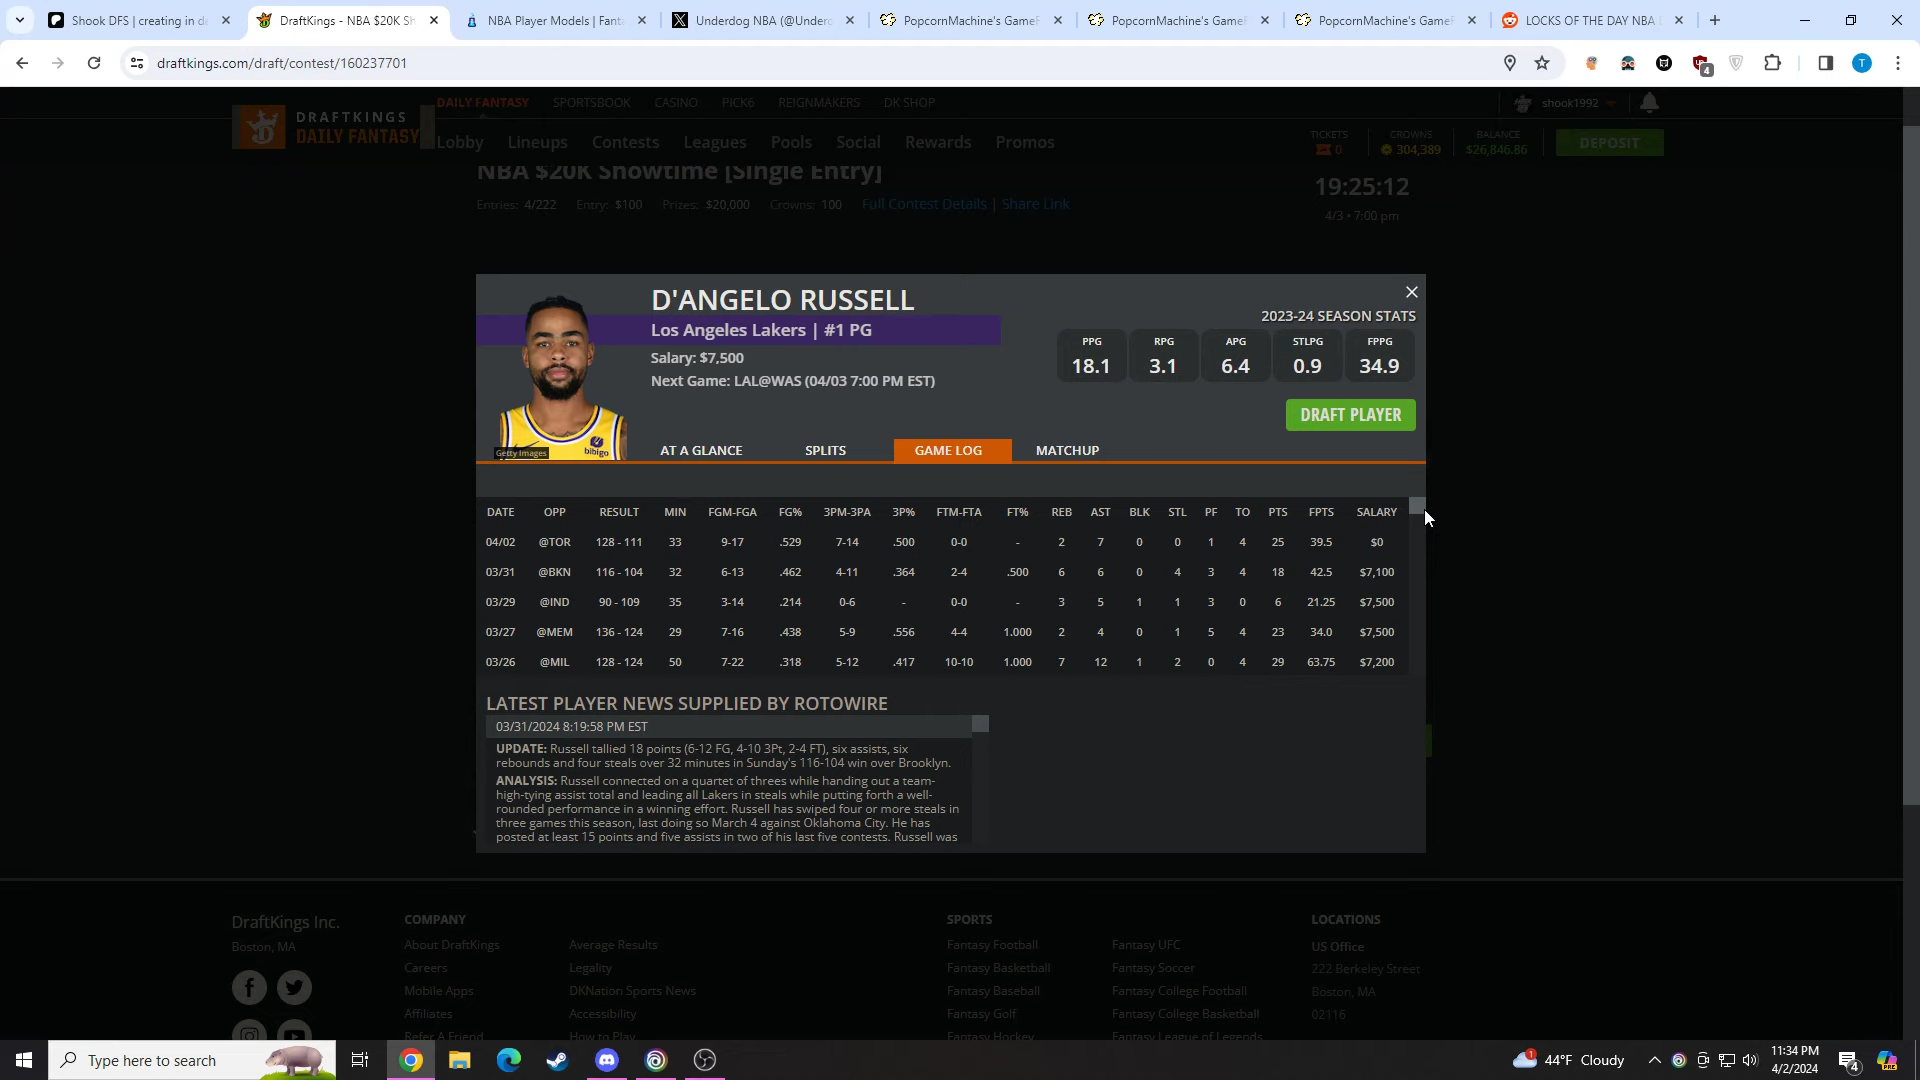 Shook DFS | creating in de
DraftKings - NBA $20K Sh
NBA Player Models | Fanta
Underdog NBA (@Underd
PopcornMachine's GameF
PopcornMachine's GameF
PopcornMachine's GameF
LOCKS OF THE DAY NBA
draftkings.com/draft/contest/160237701
4
T
DRAFTKINGS
DAILY FANTASY
DAILY FANTASY SPORTSBOOK CASINO PICK6 REIGNMAKERS DK SHOP
shook1992
Lobby Lineups Contests Leagues Pools Social Rewards Promos
TICKETS 0
CROWNS 304,389
BALANCE $26,846.86
DEPOSIT
NBA $20K Showtime [Single Entry]
19:25:12
Entries: 4/222 Entry: $100 Prizes: $20,000 Crowns: 100 Full Contest Details | Share Link
4/3 • 7:00 pm
D'ANGELO RUSSELL
Los Angeles Lakers | #1 PG
Salary: $7,500
Next Game: LAL@WAS (04/03 7:00 PM EST)
2023-24 SEASON STATS
PPG RPG APG STLPG FPPG
18.1 3.1 6.4 0.9 34.9
DRAFT PLAYER
Getty Images
bibigo
AT A GLANCE SPLITS GAME LOG MATCHUP
DATE OPP RESULT MIN FGM-FGA FG% 3PM-3PA 3P% FTM-FTA FT% REB AST BLK STL PF TO PTS FPTS SALARY
04/02 @TOR 128 - 111 33 9-17 .529 7-14 .500 0-0 - 2 7 0 0 1 4 25 39.5 $0
03/31 @BKN 116 - 104 32 6-13 .462 4-11 .364 2-4 .500 6 6 0 4 3 4 18 42.5 $7,100
03/29 @IND 90 - 109 35 3-14 .214 0-6 - 0-0 - 3 5 1 1 3 0 6 21.25 $7,500
03/27 @MEM 136 - 124 29 7-16 .438 5-9 .556 4-4 1.000 2 4 0 1 5 4 23 34.0 $7,500
03/26 @MIL 128 - 124 50 7-22 .318 5-12 .417 10-10 1.000 7 12 1 2 0 4 29 63.75 $7,200
LATEST PLAYER NEWS SUPPLIED BY ROTOWIRE
03/31/2024 8:19:58 PM EST
UPDATE: Russell tallied 18 points (6-12 FG, 4-10 3Pt, 2-4 FT), six assists, six
rebounds and four steals over 32 minutes in Sunday's 116-104 win over Brooklyn.
ANALYSIS: Russell connected on a quartet of threes while handing out a team-
high-tying assist total and leading all Lakers in steals while putting forth a well-
rounded performance in a winning effort. Russell has swiped four or more steals in
three games this season, last doing so March 4 against Oklahoma City. He has
posted at least 15 points and five assists in two of his last five contests. Russell was
DraftKings Inc.
Boston, MA
COMPANY
About DraftKings
Careers
Mobile Apps
Affiliates
Refer A Friend
Average Results
Legality
DKNation Sports News
Accessibility
How to Play
SPORTS
Fantasy Football
Fantasy Basketball
Fantasy Baseball
Fantasy Golf
Fantasy Hockey
Fantasy UFC
Fantasy Soccer
Fantasy College Football
Fantasy College Basketball
Fantasy League of Legends
LOCATIONS
US Office
222 Berkeley Street
Boston, MA
02116
Type here to search
1
44°F Cloudy
11:34 PM
4/2/2024
4
PRE